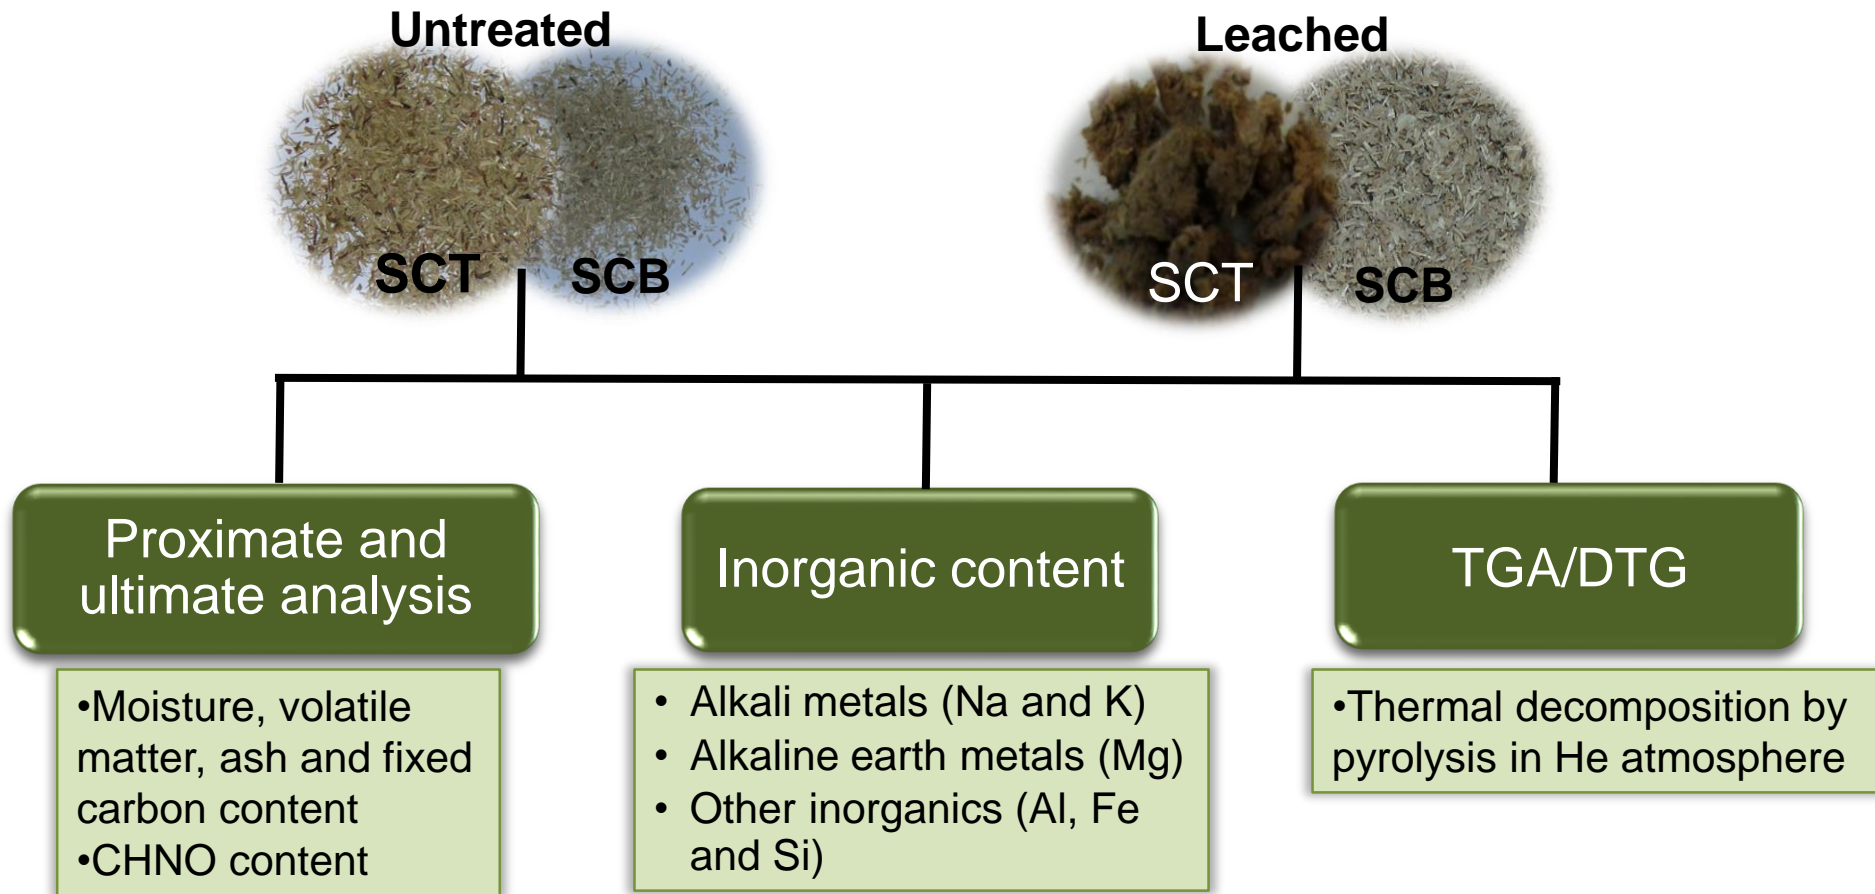 Untreated
Leached
SCT
SCB
SCT
SCB
Proximate and
ultimate analysis
Inorganic content
TGA/DTG
•Moisture, volatile
matter, ash and fixed
carbon content
•CHNO content
• Alkali metals (Na and K)
• Alkaline earth metals (Mg)
• Other inorganics (Al, Fe
and Si)
•Thermal decomposition by
pyrolysis in He atmosphere